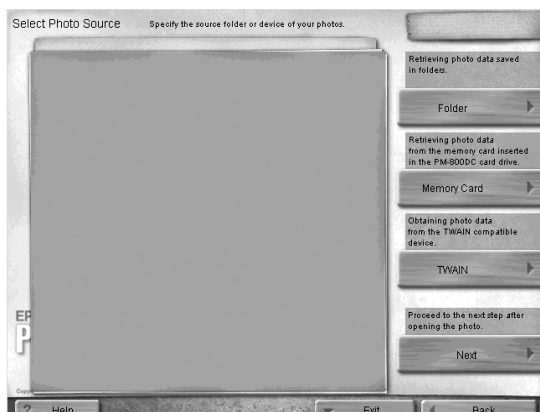 Select Photo Source
Specify the source folder or device of your photos.
Retrieving photo data saved
in folders.
Folder
Retrieving photo data
from the memory card inserted
in the PM-800DC card drive.
Memory Card
Obtaining photo data
from the TWAIN compatible
device.
TWAIN
Proceed to the next step after
opening the photo.
Next
EP
P
? Help
Exit
Back